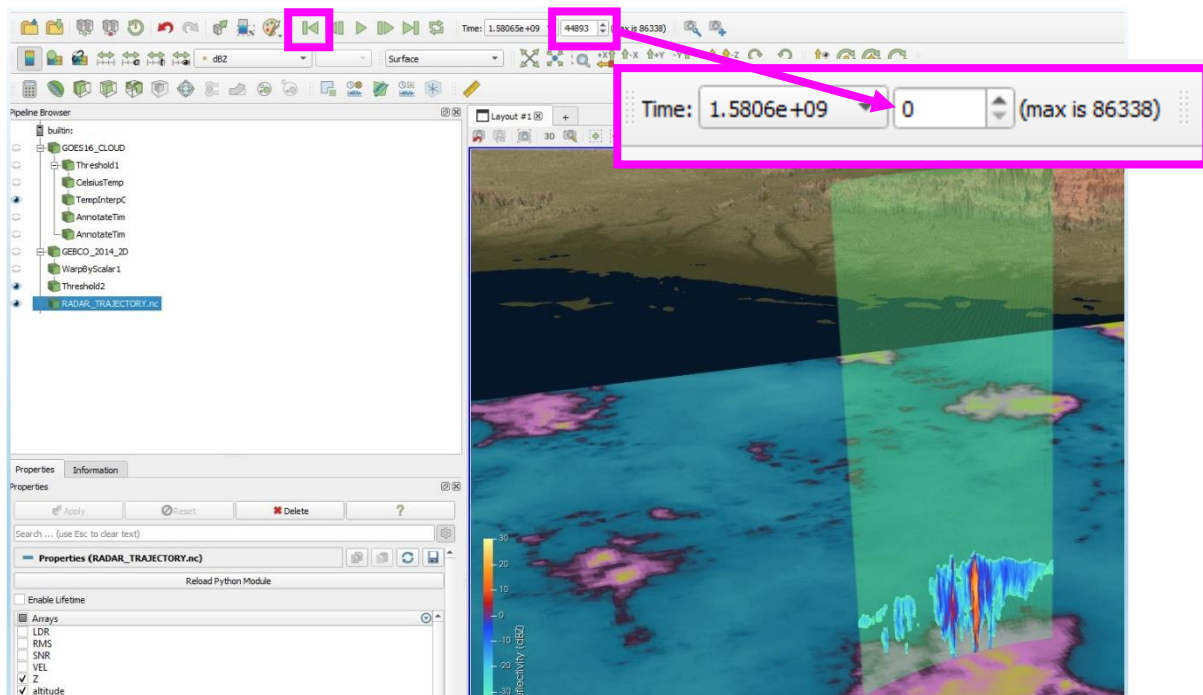 Time: 1.58065e+09 44893 (max is 86338)
dBZ Surface
+X -X +Y -Y -Z
Time: 1.5806e+09 0 (max is 86338)
Pipeline Browser
Layout #1 +
3D
builtin:
GOES16_CLOUD
Threshold1
CelsiusTemp
TempInterpC
AnnotateTim
AnnotateTim
GEBCO_2014_2D
WarpByScalar1
Threshold2
RADAR_TRAJECTORY.nc
Properties Information
Properties
Apply Reset Delete ?
Search ... (use Esc to clear text)
Properties (RADAR_TRAJECTORY.nc)
Reload Python Module
Enable Lifetime
Arrays
LDR
RMS
SNR
VEL
Z
altitude
30
20
10
0
-10
-20
-30
eflectivity (dBZ)